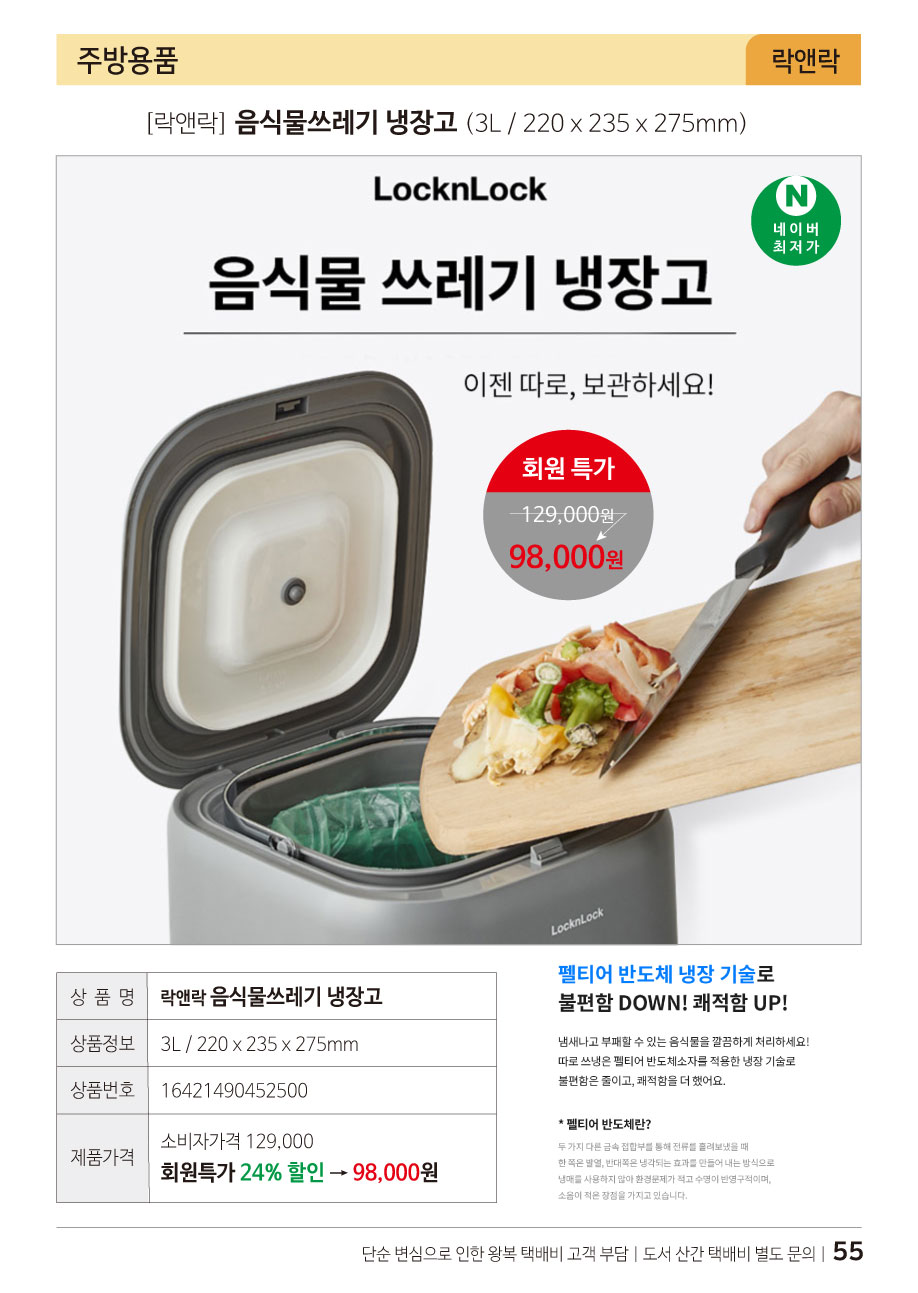 주방용품
락앤락
[락앤락] 음식물쓰레기 냉장고 (3L / 220 x 235 x 275mm)
LocknLock
N
네이버
최저가
음식물 쓰레기 냉장고
이젠 따로, 보관하세요!
회원 특가
129,000원
98,000원
LocknLock
상 품 명
락앤락 음식물쓰레기 냉장고
상품정보
3L / 220 x 235 x 275mm
상품번호
16421490452500
제품가격
소비자가격 129,000
회원특가 24% 할인 → 98,000원
펠티어 반도체 냉장 기술로
불편함 DOWN! 쾌적함 UP!
냄새나고 부패할 수 있는 음식물을 깔끔하게 처리하세요!
따로 쓰냉은 펠티어 반도체소자를 적용한 냉장 기술로
불편함은 줄이고, 쾌적함을 더 했어요.
* 펠티어 반도체란?
두 가지 다른 금속 접합부를 통해 전류를 흘려보냈을 때
한 쪽은 발열, 반대쪽은 냉각되는 효과를 만들어 내는 방식으로
냉매를 사용하지 않아 환경문제가 적고 수명이 반영구적이며,
소음이 적은 장점을 가지고 있습니다.
단순 변심으로 인한 왕복 택배비 고객 부담 | 도서 산간 택배비 별도 문의 | 55